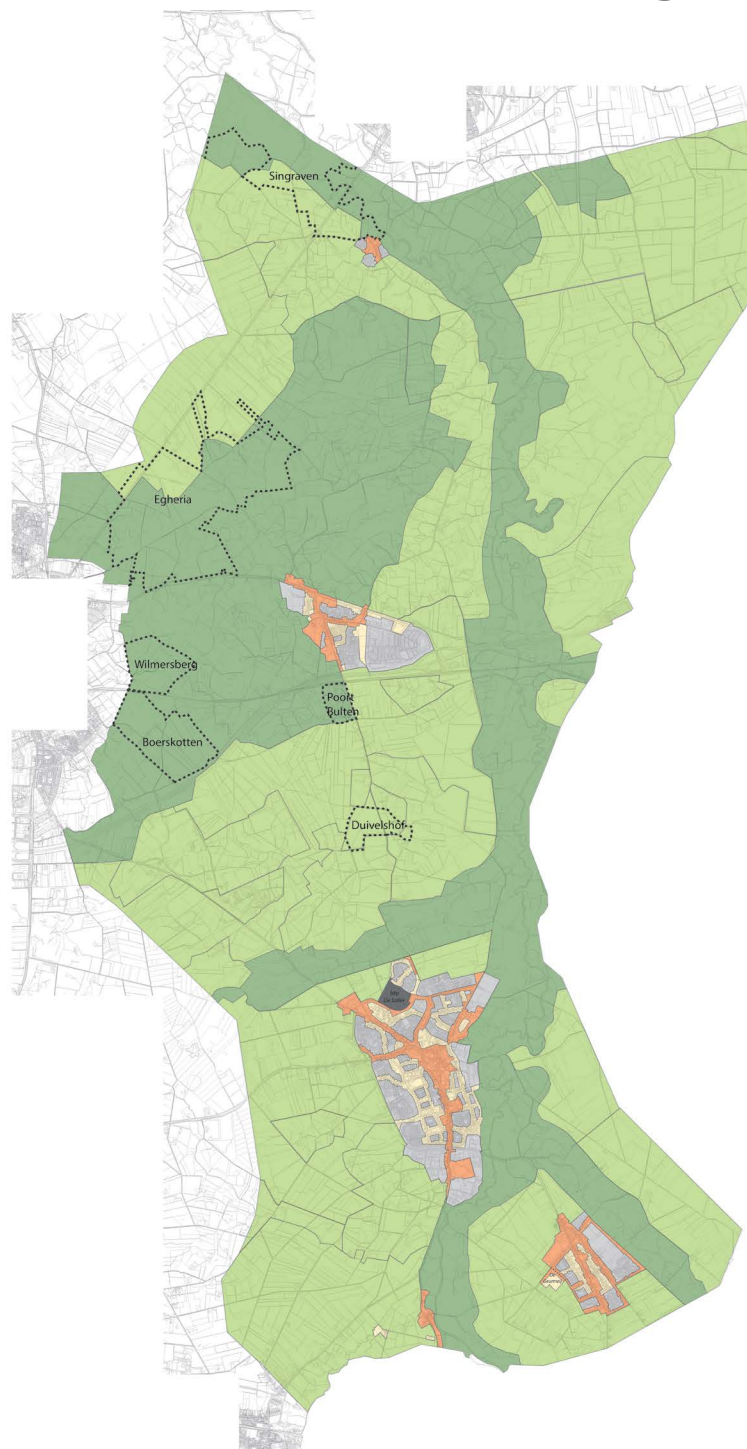 Singraven
Egheria
Wilmersberg
Poort
Bulten
Boerskotten
Duivelshof